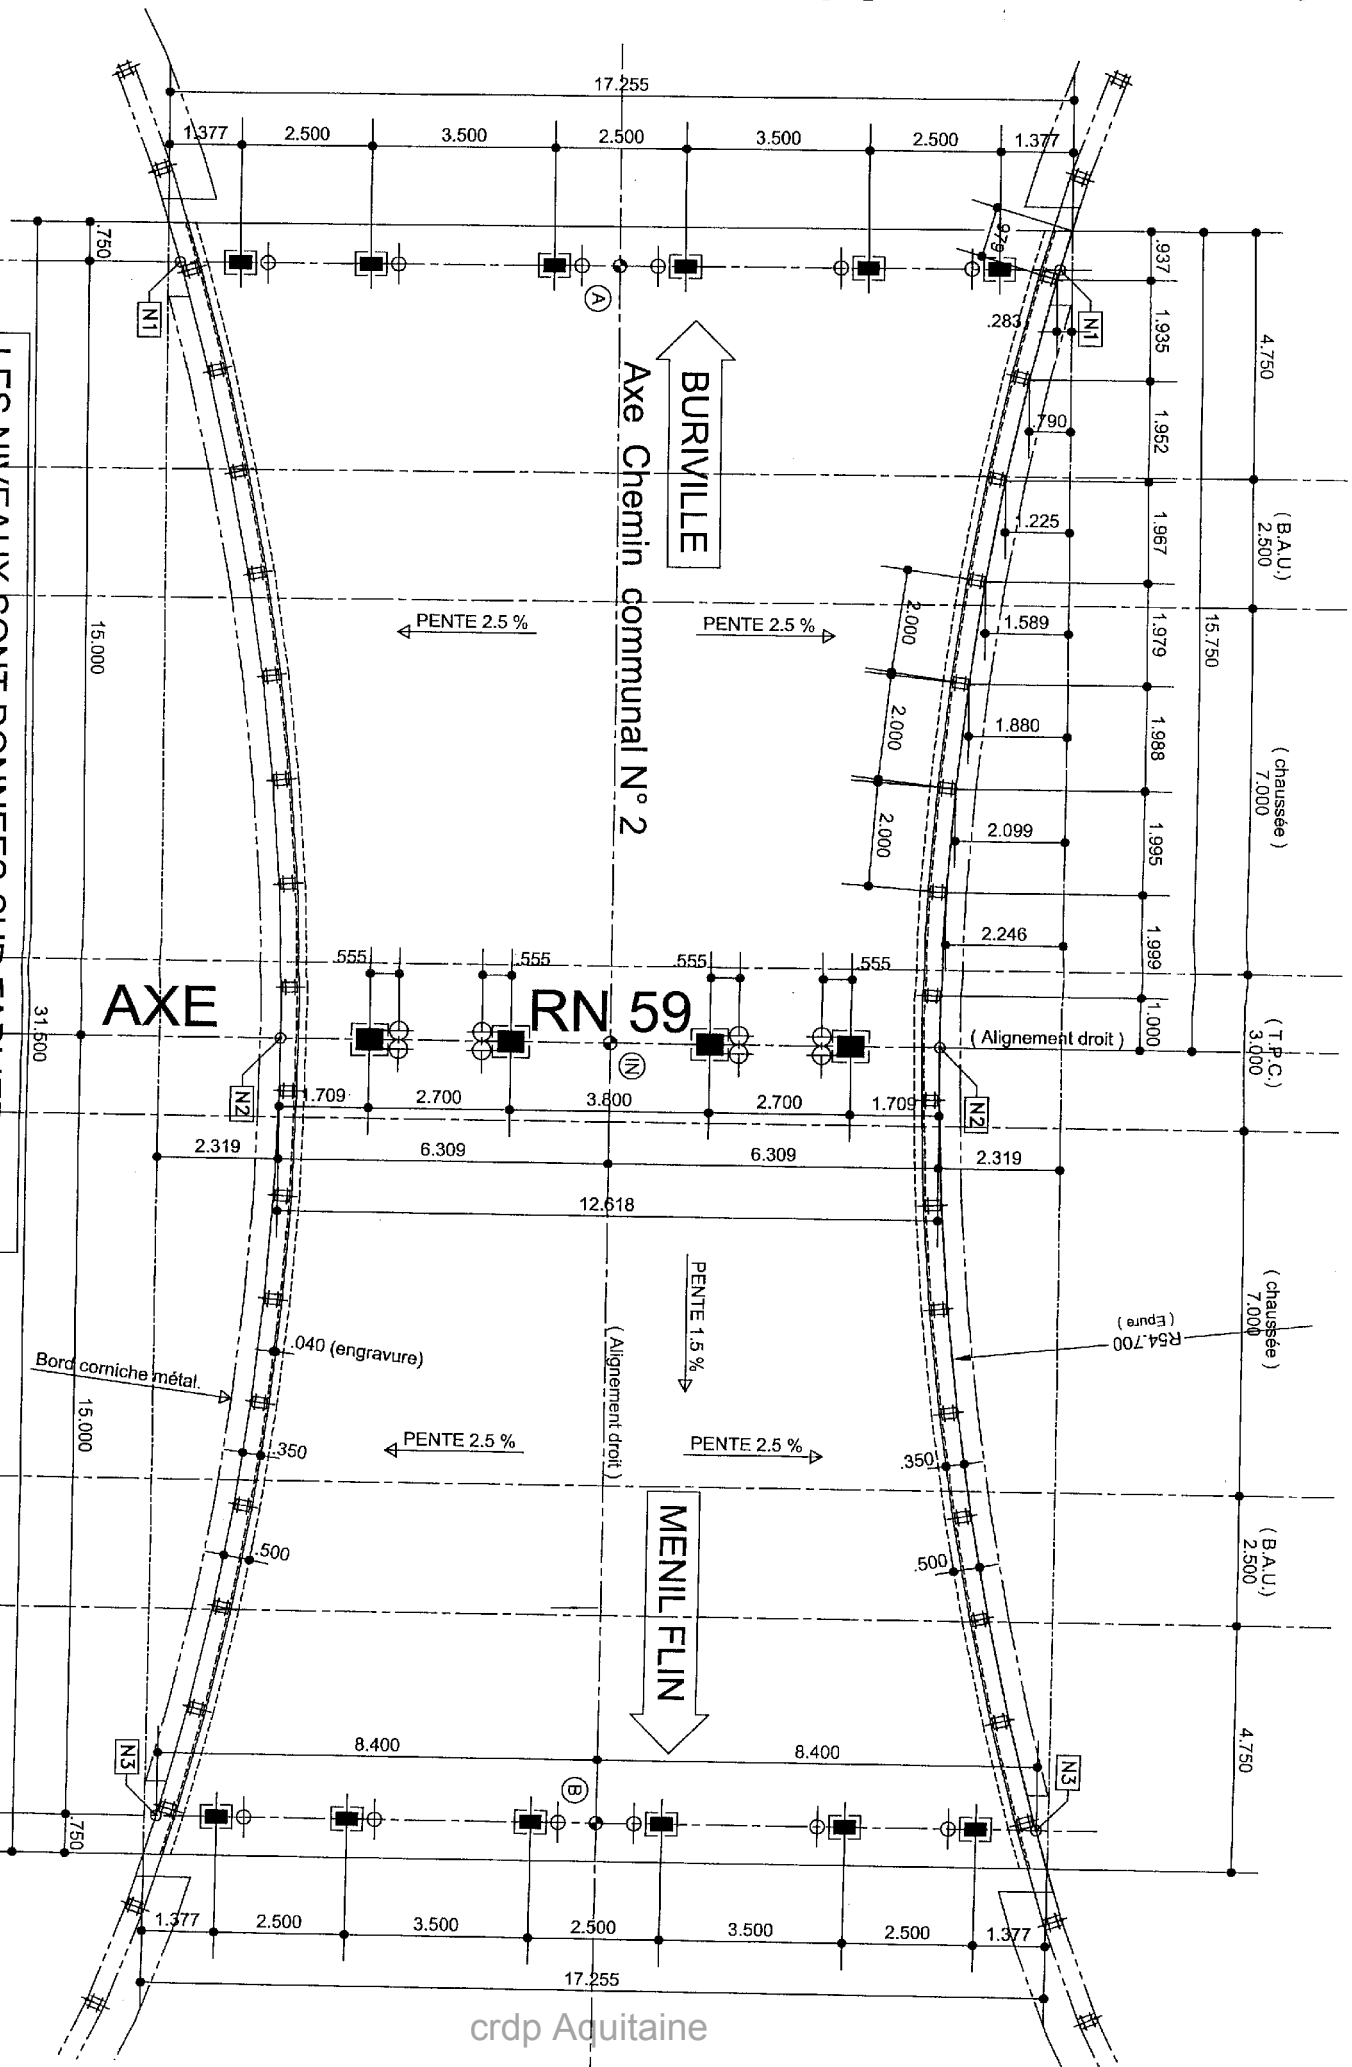 17.255
1.377 2.500 3.500 2.500 3.500 2.500 1.377
.750
.979
.937
N1
A
.283
N1
1.935
4.750
BURIVILLE
Axe Chemin communal N° 2
.790
1.952
1.225
1.967
( B.A.U.)
2.500
PENTE 2.5 %
PENTE 2.5 %
2.000
1.589
1.979
15.750
15.000
2.000
1.880
1.988
( chaussée )
7.000
2.000
2.099
1.995
2.246
1.999
.555 .555 .555 .555
AXE RN 59
31.500
( Alignement droit )
1.000
( T.P.C.)
3.000
IN
N2
N2
1.709 2.700 3.800 2.700 1.709
2.319 6.309 6.309 2.319
12.618
PENTE 1.5 %
( chaussée )
7.000
R54.700
( Epure )
.040 (engravure)
( Alignement droit )
Bord corniche métal.
15.000
.350
PENTE 2.5 %
PENTE 2.5 %
.350
.500
.500
( B.A.U.)
2.500
MENIL FLIN
4.750
8.400 8.400
N3
B
N3
.750
1.377 2.500 3.500 2.500 3.500 2.500 1.377
17.255
crdp Aquitaine